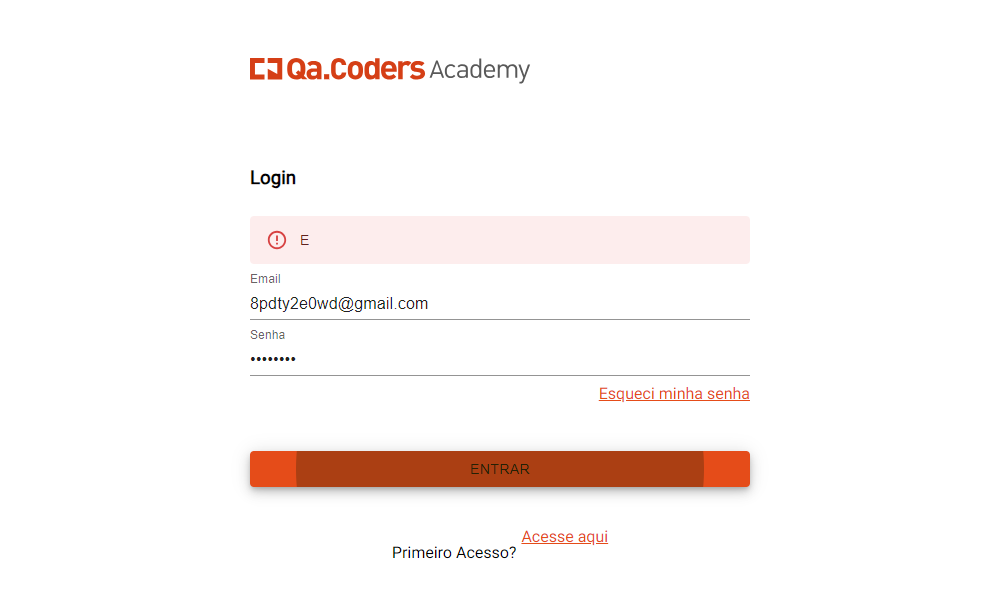 Qa.Coders Academy
Login
E
Email
8pdty2e0wd@gmail.com
Senha
••••••••
Esqueci minha senha
ENTRAR
Primeiro Acesso? Acesse aqui